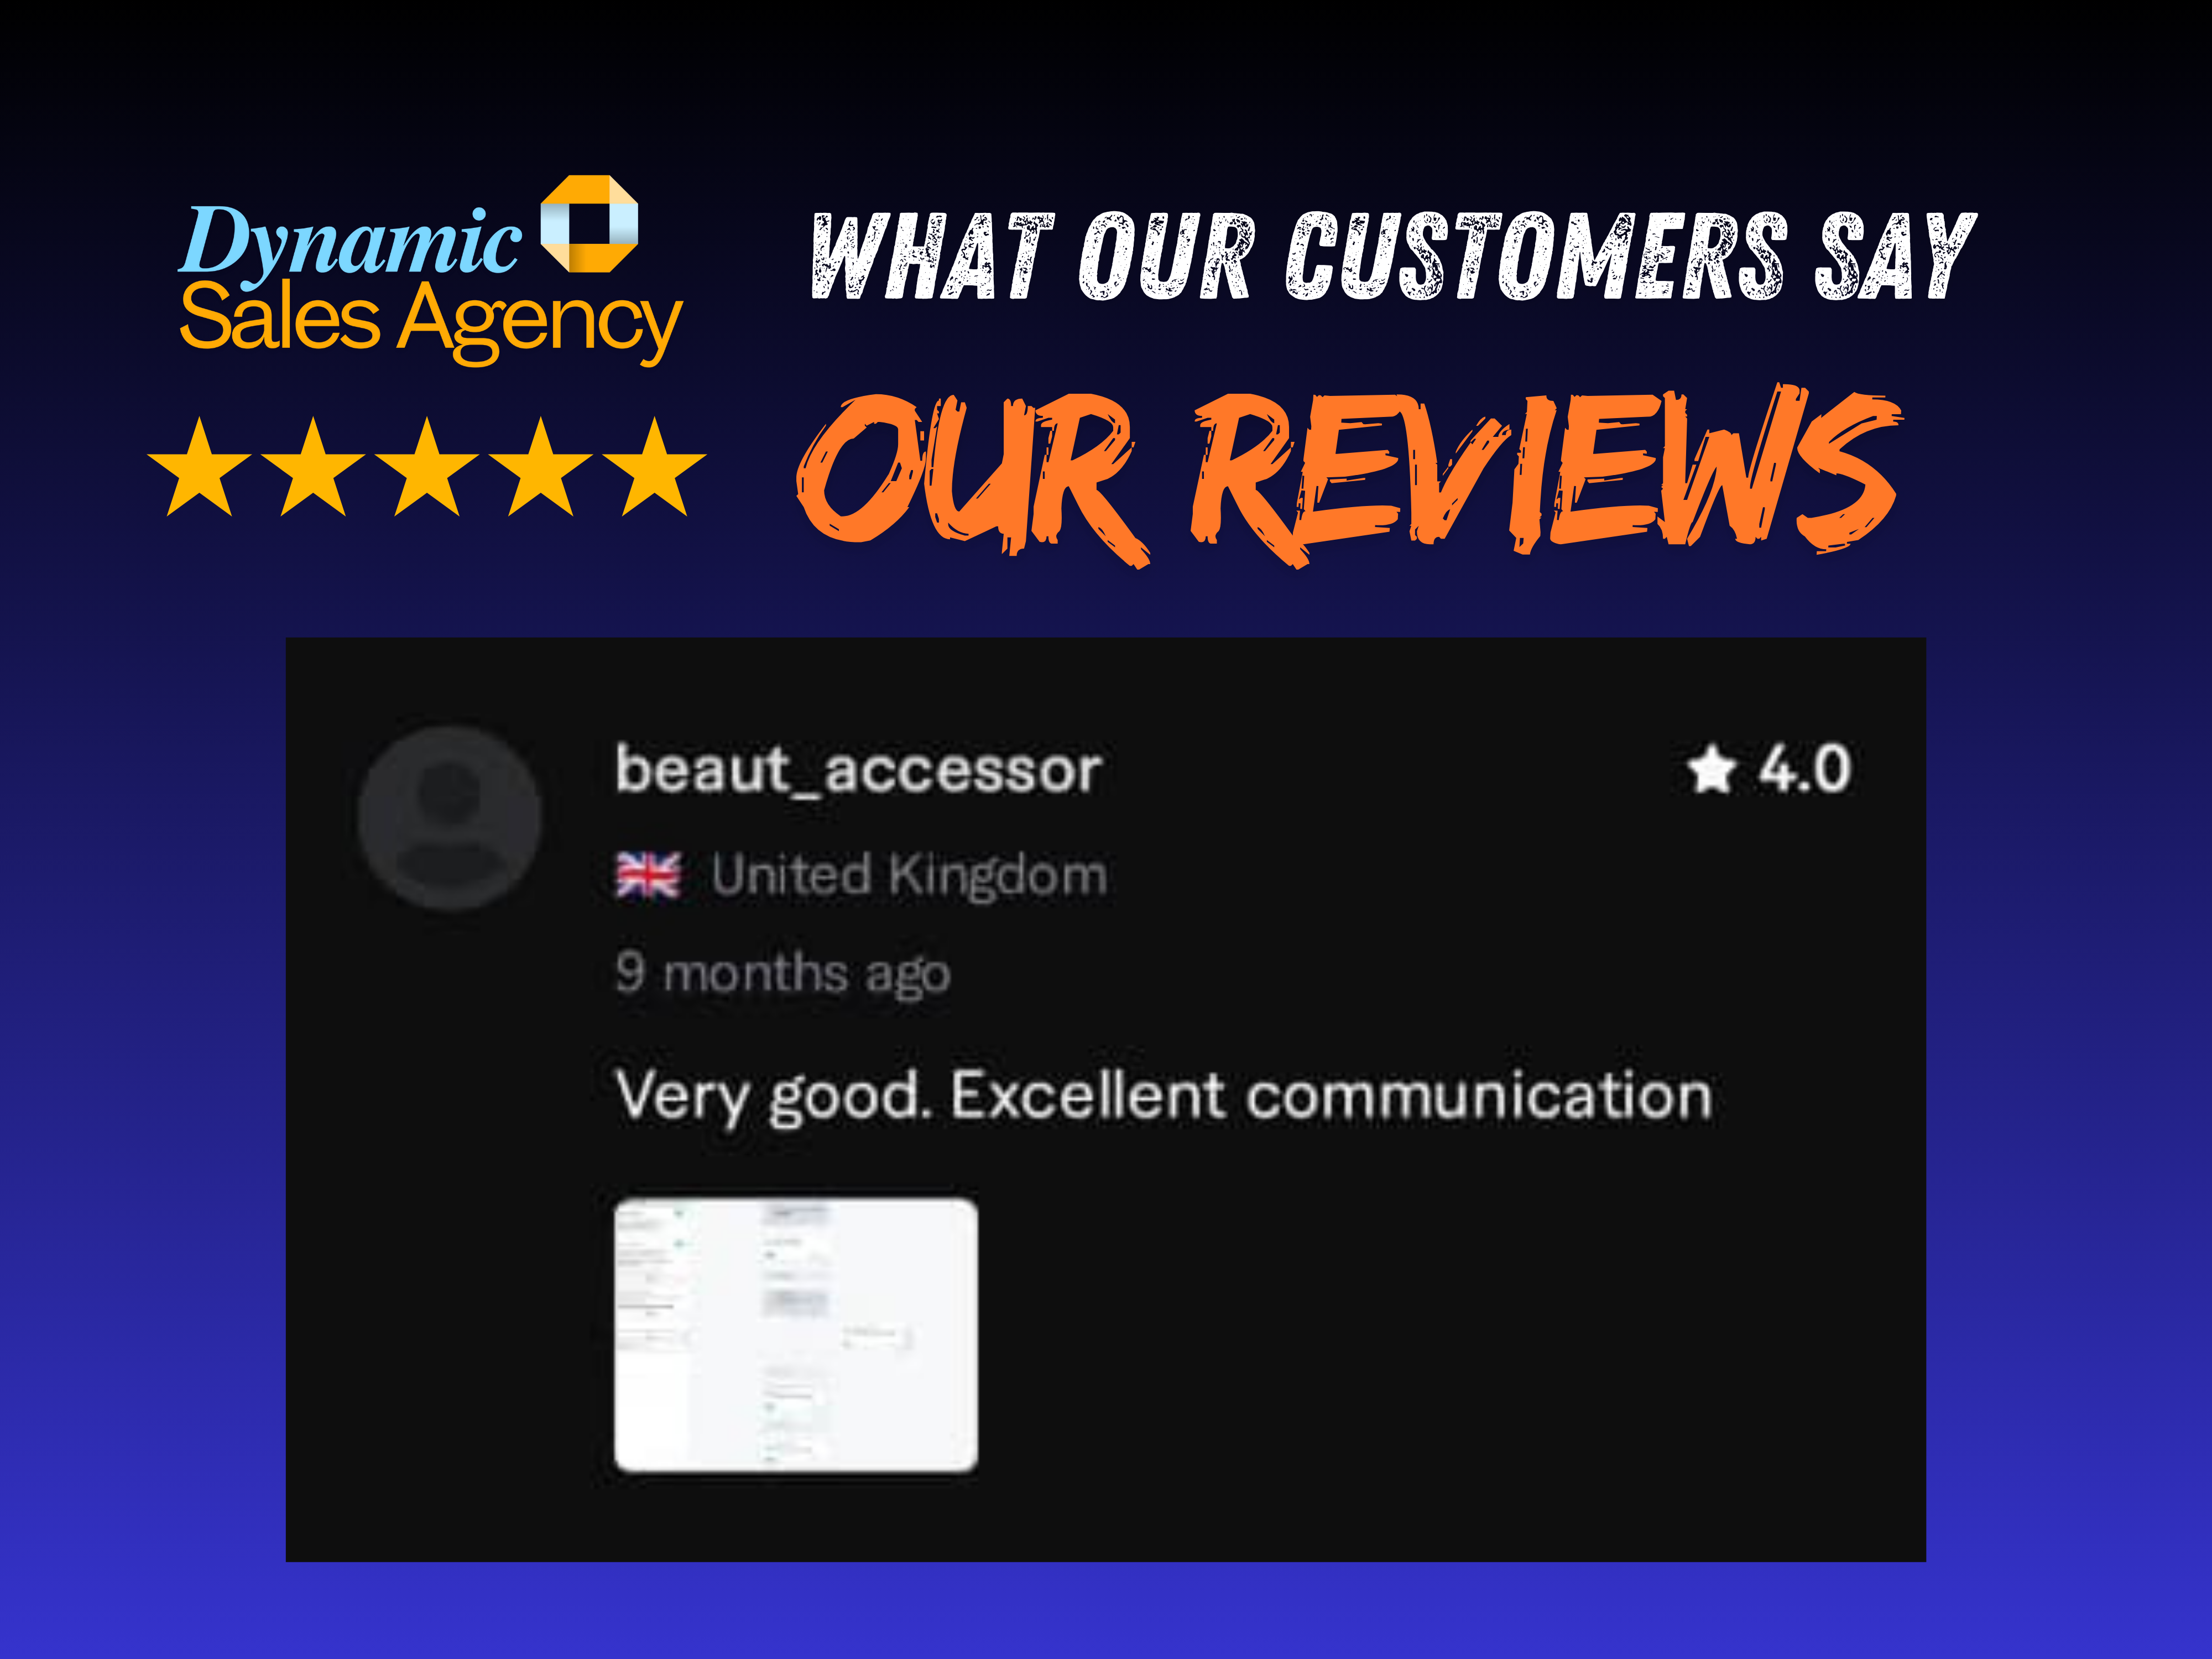 Dynamic
Sales Agency
WHAT OUR CUSTOMERS SAY
OUR REVIEWS
beaut_accessor
4.0
United Kingdom
9 months ago
Very good. Excellent communication